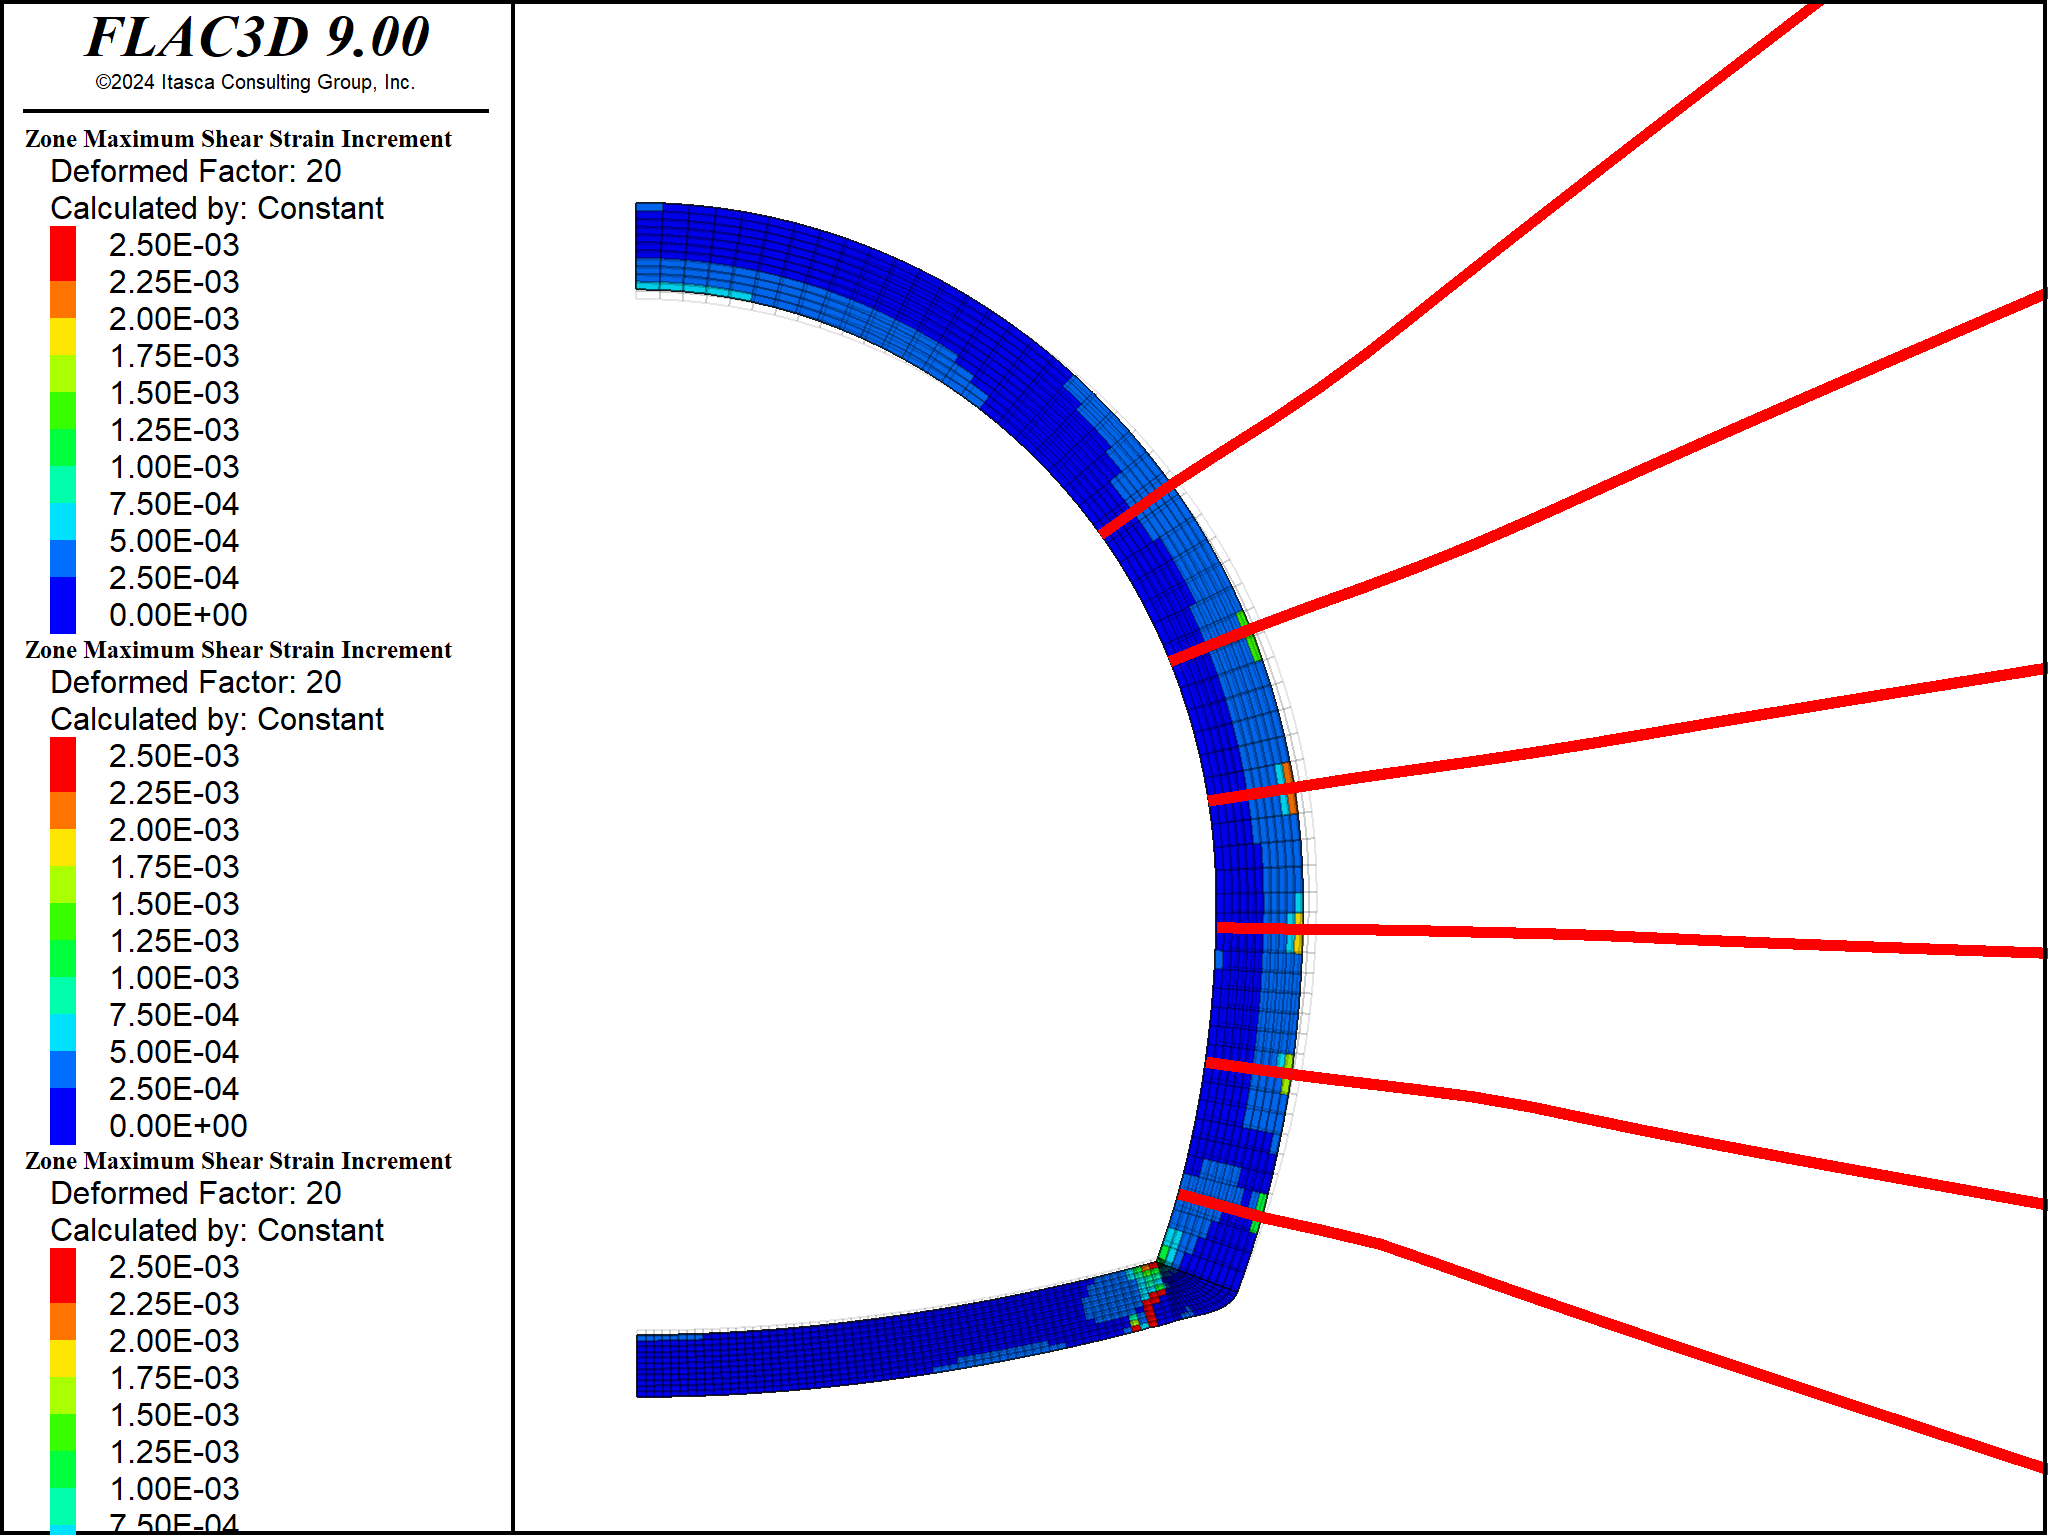 FLAC3D 9.00
©2024 Itasca Consulting Group, Inc.
Zone Maximum Shear Strain Increment
Deformed Factor: 20
Calculated by: Constant
2.50E-03
2.25E-03
2.00E-03
1.75E-03
1.50E-03
1.25E-03
1.00E-03
7.50E-04
5.00E-04
2.50E-04
0.00E+00
Zone Maximum Shear Strain Increment
Deformed Factor: 20
Calculated by: Constant
2.50E-03
2.25E-03
2.00E-03
1.75E-03
1.50E-03
1.25E-03
1.00E-03
7.50E-04
5.00E-04
2.50E-04
0.00E+00
Zone Maximum Shear Strain Increment
Deformed Factor: 20
Calculated by: Constant
2.50E-03
2.25E-03
2.00E-03
1.75E-03
1.50E-03
1.25E-03
1.00E-03
7.50E-04